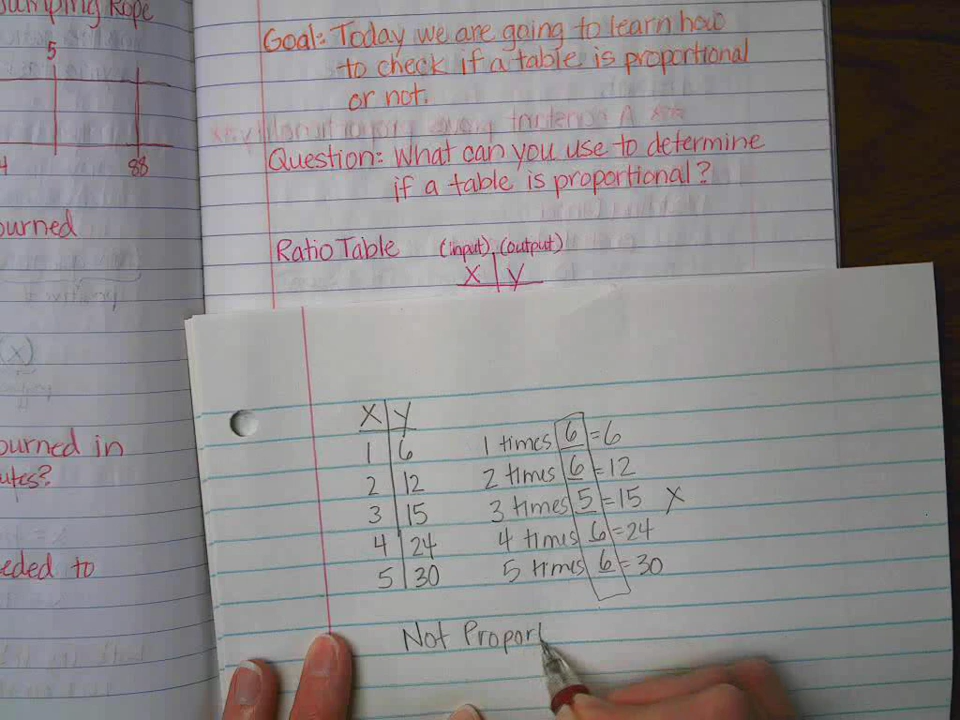 Jumping Rope
5
4 88
ourned
(x)
ourned in
utes?
eded to
Goal: Today we are going to learn how
to check if a table is proportional
or not.
Question: What can you use to determine
if a table is proportional?
Ratio Table (input), (output)
X Y
X Y
1 6 1 times 6 = 6
2 12 2 times 6 = 12
3 15 3 times 5 = 15 X
4 24 4 times 6 = 24
5 30 5 times 6 = 30
Not Proport